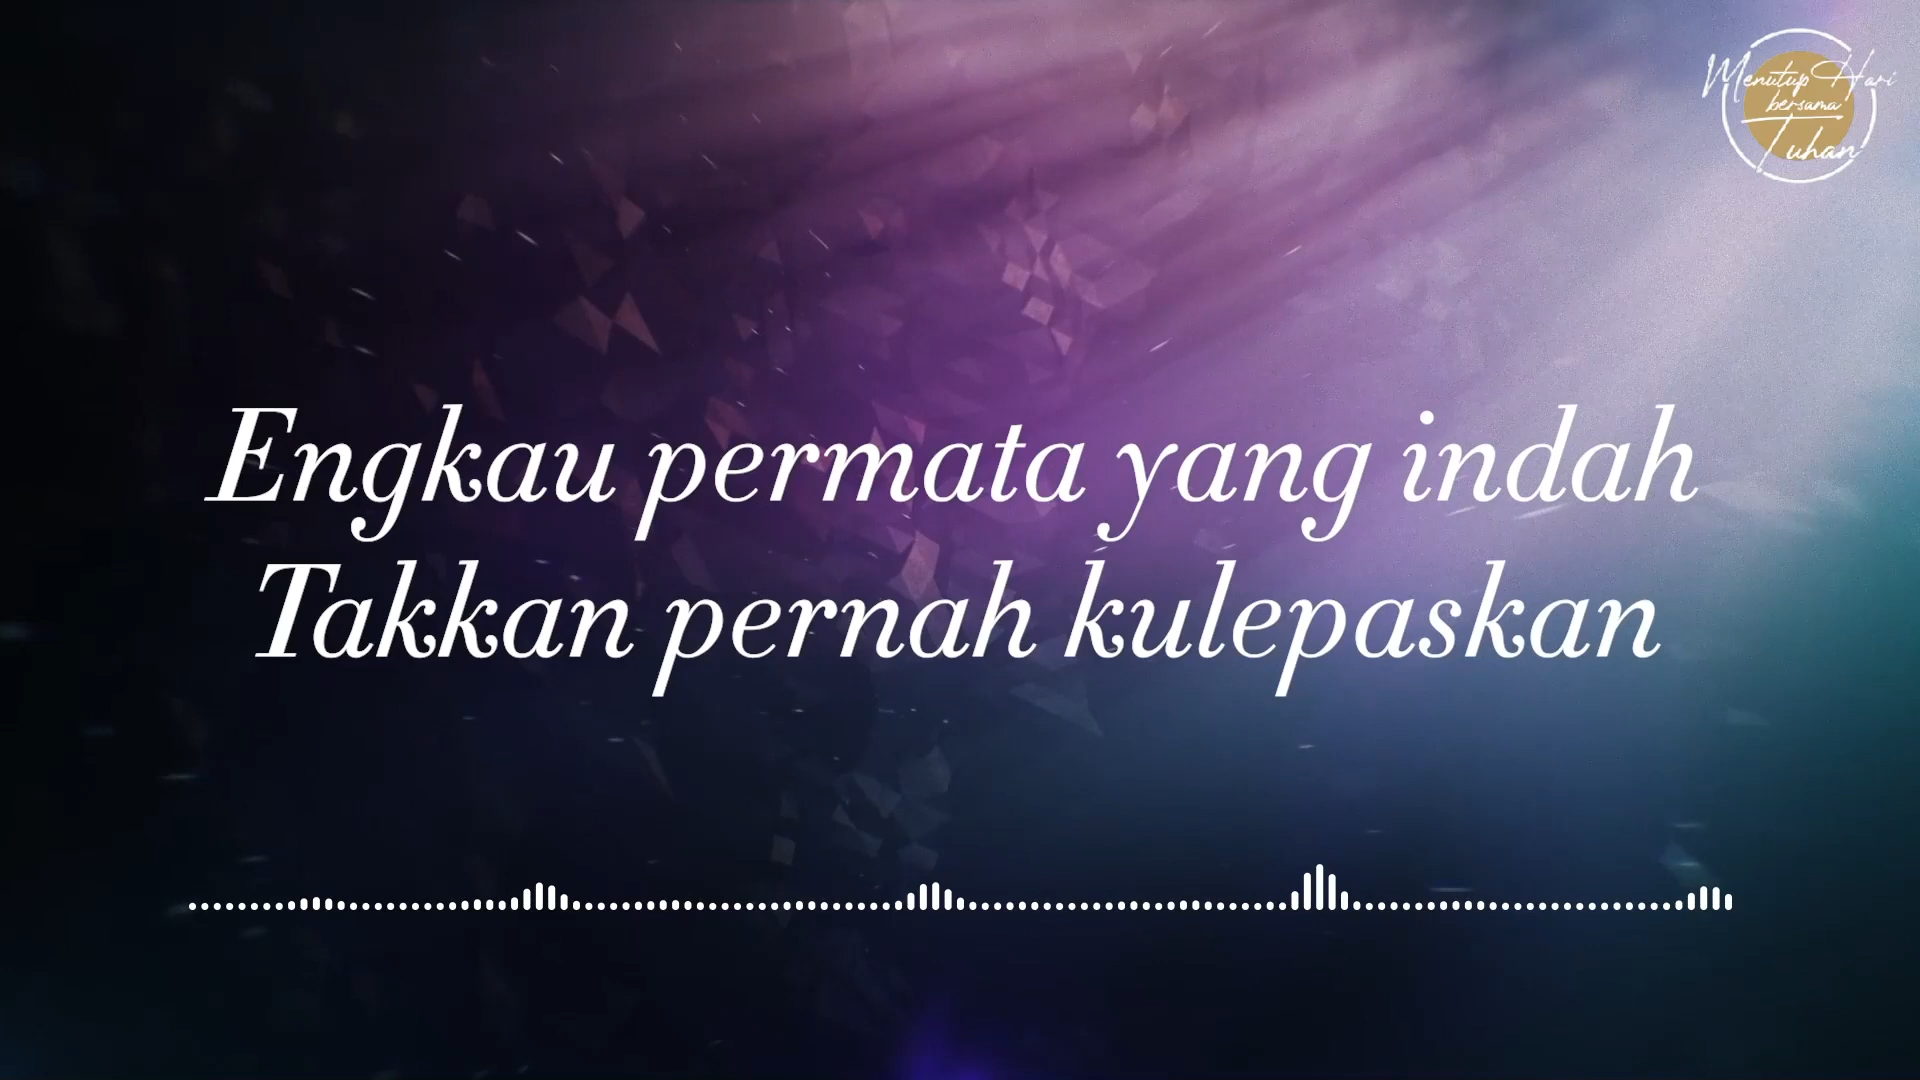 Menutup Hari
bersama
Tuhan
Engkau permata yang indah
Takkan pernah kulepaskan